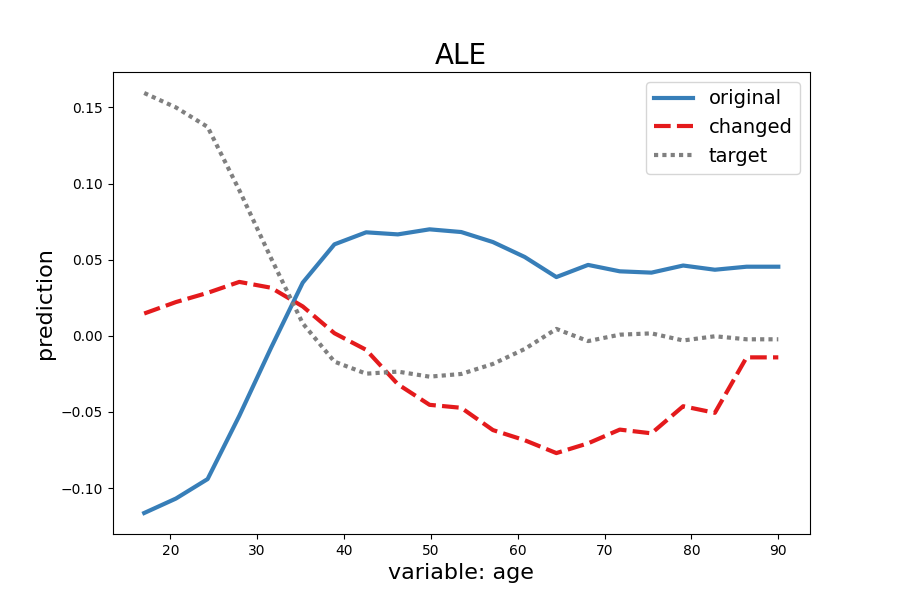 ALE
original
changed
target
0.15
0.10
0.05
0.00
−0.05
−0.10
prediction
20 30 40 50 60 70 80 90
variable: age